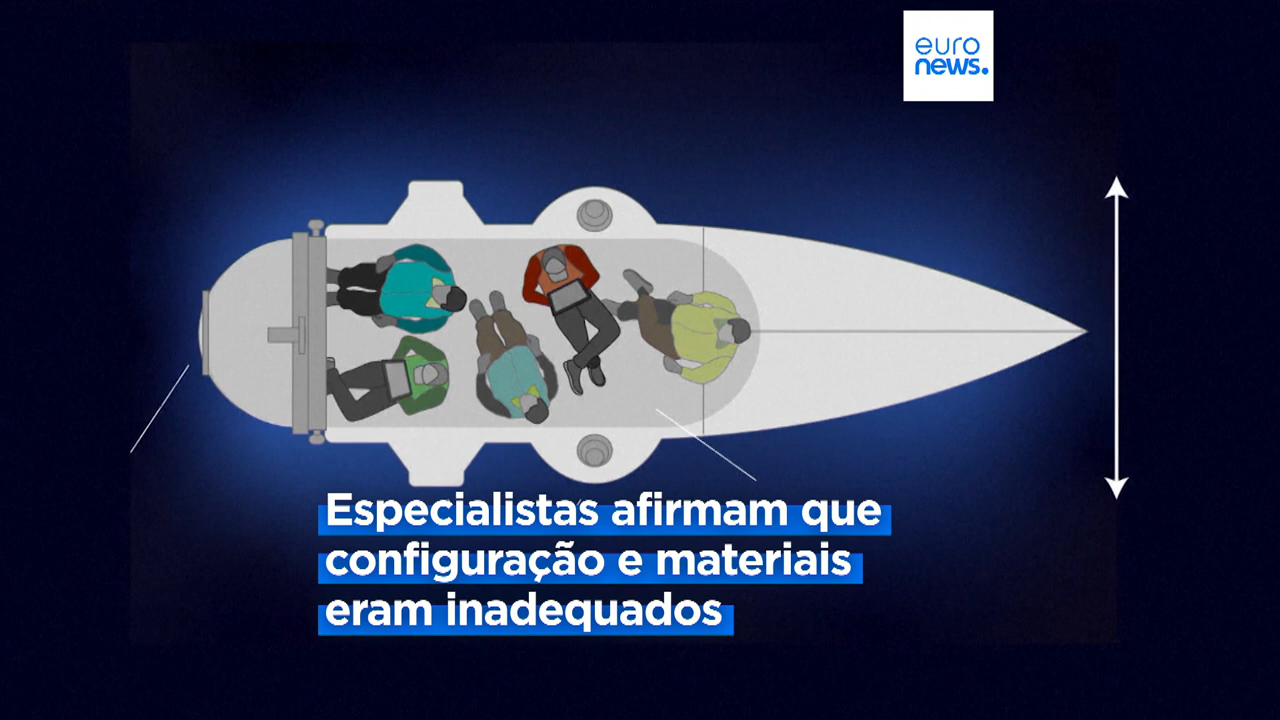 euro
news.
Especialistas afirmam que
configuração e materiais
eram inadequados